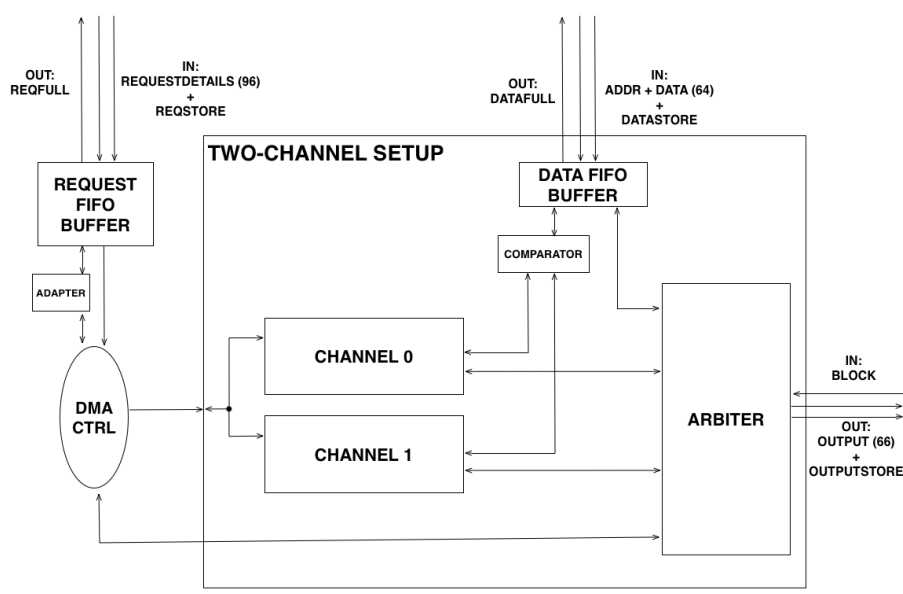 OUT:
REQFULL
IN:
REQUESTDETAILS (96)
+
REQSTORE
OUT:
DATAFULL
IN:
ADDR + DATA (64)
+
DATASTORE
TWO-CHANNEL SETUP
REQUEST
FIFO
BUFFER
DATA FIFO
BUFFER
COMPARATOR
ADAPTER
CHANNEL 0
IN:
BLOCK
DMA
CTRL
ARBITER
OUT:
OUTPUT (66)
+
OUTPUTSTORE
CHANNEL 1